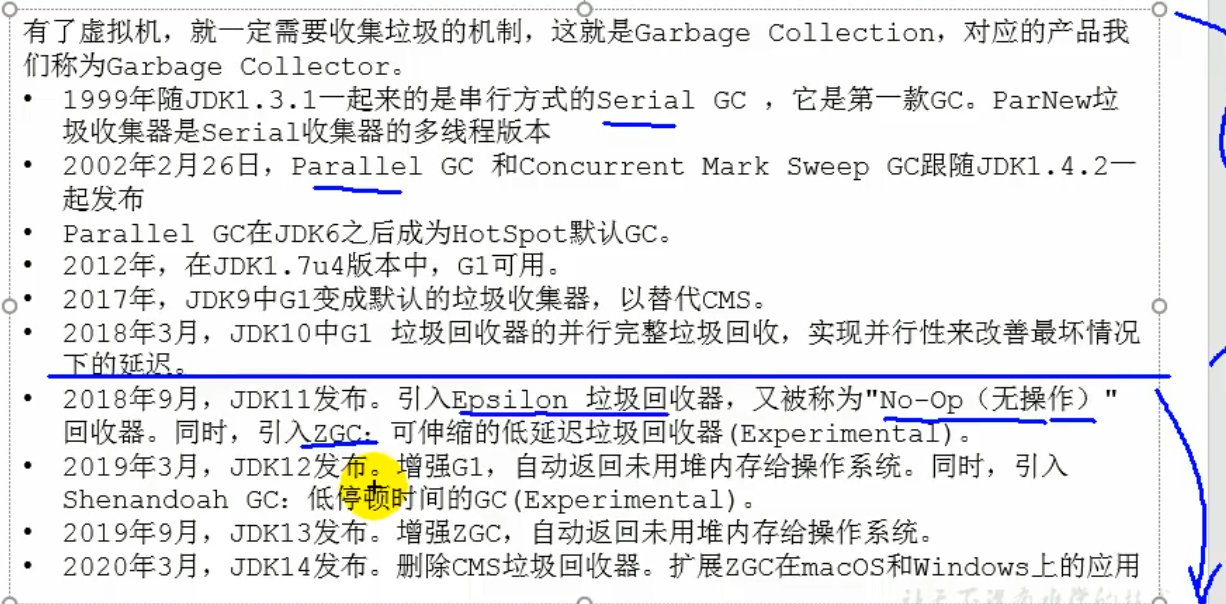 有了虚拟机，就一定需要收集垃圾的机制，这就是Garbage Collection，对应的产品我
们称为Garbage Collector。
• 1999年随JDK1.3.1一起来的是串行方式的Serial GC ，它是第一款GC。ParNew垃
圾收集器是Serial收集器的多线程版本
• 2002年2月26日，Parallel GC 和Concurrent Mark Sweep GC跟随JDK1.4.2一
起发布
• Parallel GC在JDK6之后成为HotSpot默认GC。
• 2012年，在JDK1.7u4版本中，G1可用。
• 2017年，JDK9中G1变成默认的垃圾收集器，以替代CMS。
• 2018年3月，JDK10中G1 垃圾回收器的并行完整垃圾回收，实现并行性来改善最坏情况
下的延迟。
• 2018年9月，JDK11发布。引入Epsilon 垃圾回收器，又被称为"No-Op（无操作）"
回收器。同时，引入ZGC：可伸缩的低延迟垃圾回收器(Experimental)。
• 2019年3月，JDK12发布。增强G1，自动返回未用堆内存给操作系统。同时，引入
Shenandoah GC：低停顿时间的GC(Experimental)。
• 2019年9月，JDK13发布。增强ZGC，自动返回未用堆内存给操作系统。
• 2020年3月，JDK14发布。删除CMS垃圾回收器。扩展ZGC在macOS和Windows上的应用